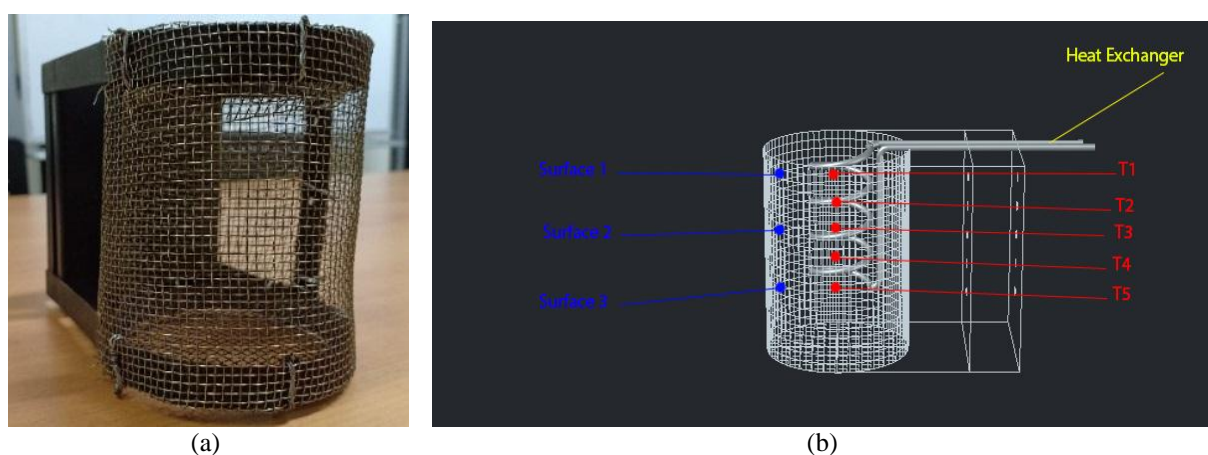 Heat Exchanger
Surface 1
T1
T2
Surface 2
T3
T4
Surface 3
T5
(a)
(b)